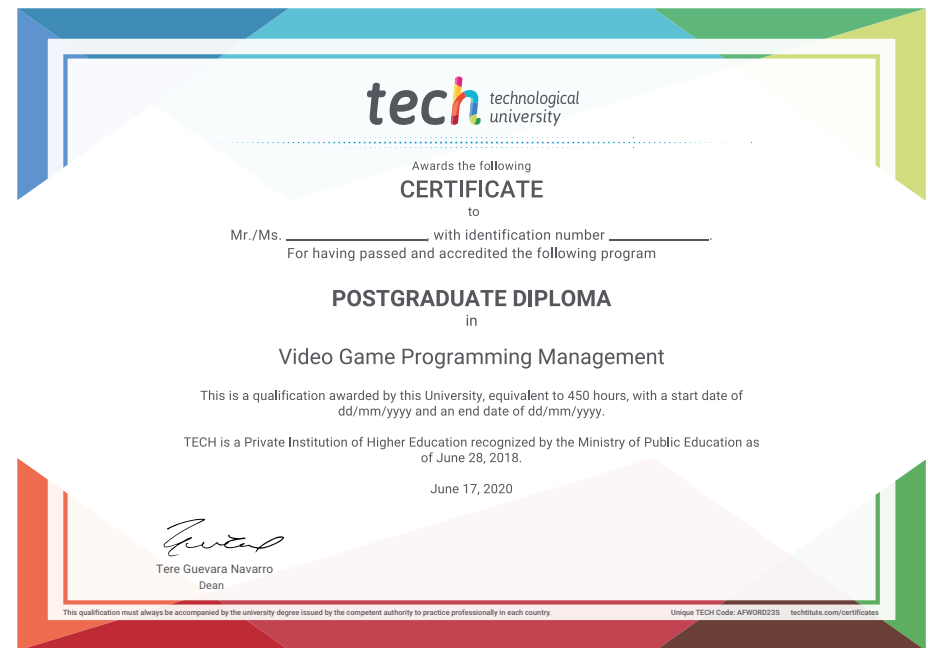 tech technological
university
Awards the following
CERTIFICATE
to
Mr./Ms. ____________________, with identification number ______________.
For having passed and accredited the following program
POSTGRADUATE DIPLOMA
in
Video Game Programming Management
This is a qualification awarded by this University, equivalent to 450 hours, with a start date of
dd/mm/yyyy and an end date of dd/mm/yyyy.
TECH is a Private Institution of Higher Education recognized by the Ministry of Public Education as
of June 28, 2018.
June 17, 2020
Tere Guevara Navarro
Dean
This qualification must always be accompanied by the university degree issued by the competent authority to practice professionally in each country. Unique TECH Code: AFWORD23S techtitute.com/certificates